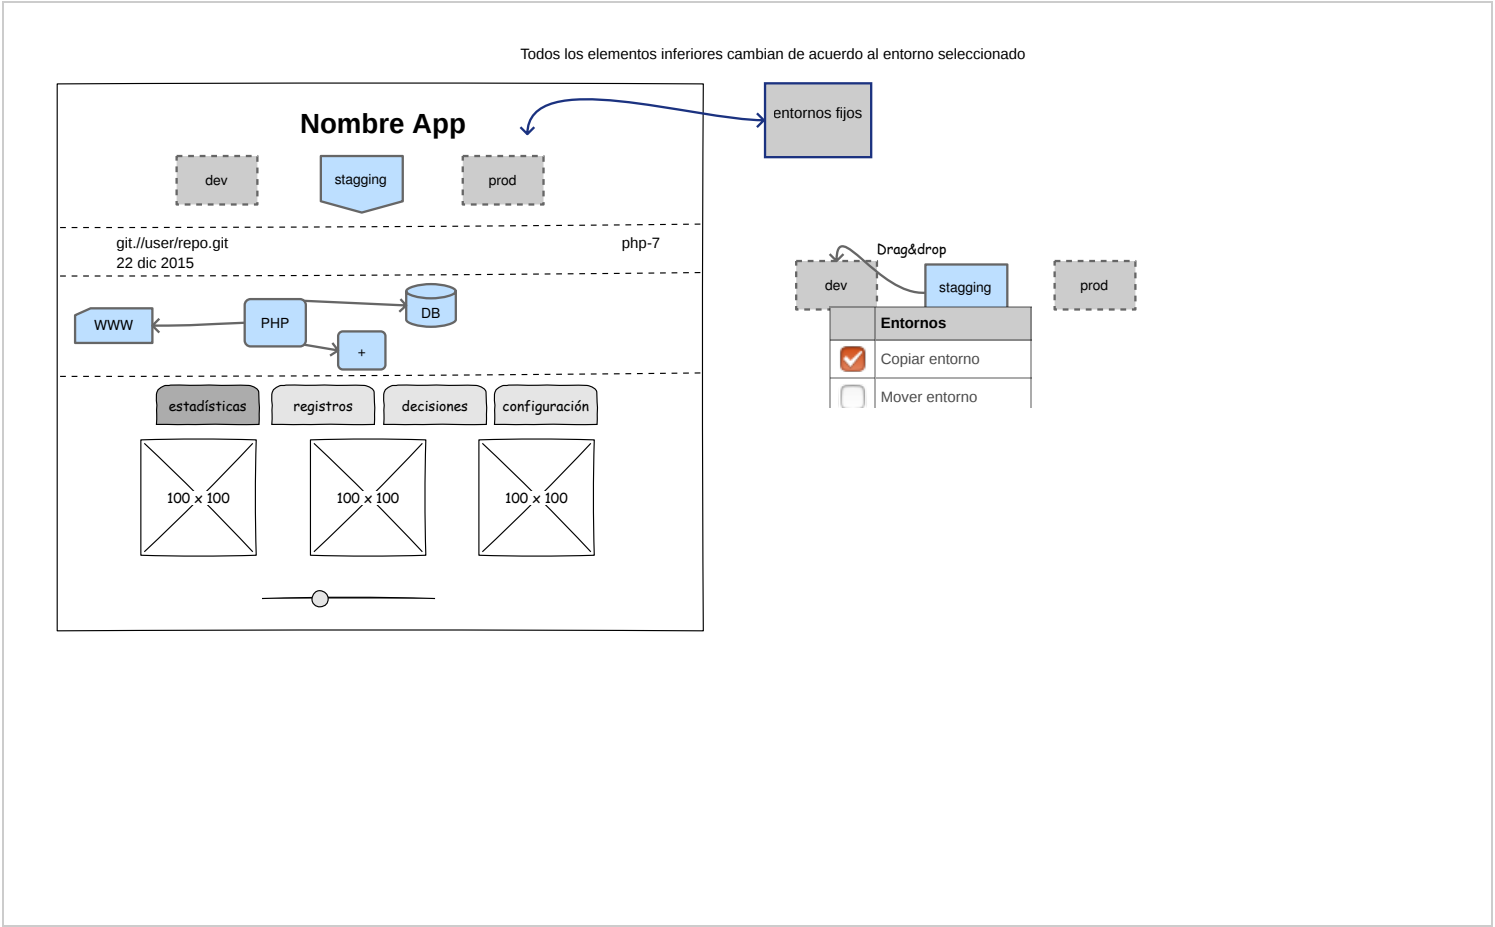 Todos los elementos inferiores cambian de acuerdo al entorno seleccionado
Nombre App
entornos fijos
dev
stagging
prod
git.//user/repo.git
php-7
22 dic 2015
WWW
PHP
DB
+
estadísticas
registros
decisiones
configuración
100 x 100
100 x 100
100 x 100
Drag&drop
dev
stagging
prod
Entornos
Copiar entorno
Mover entorno